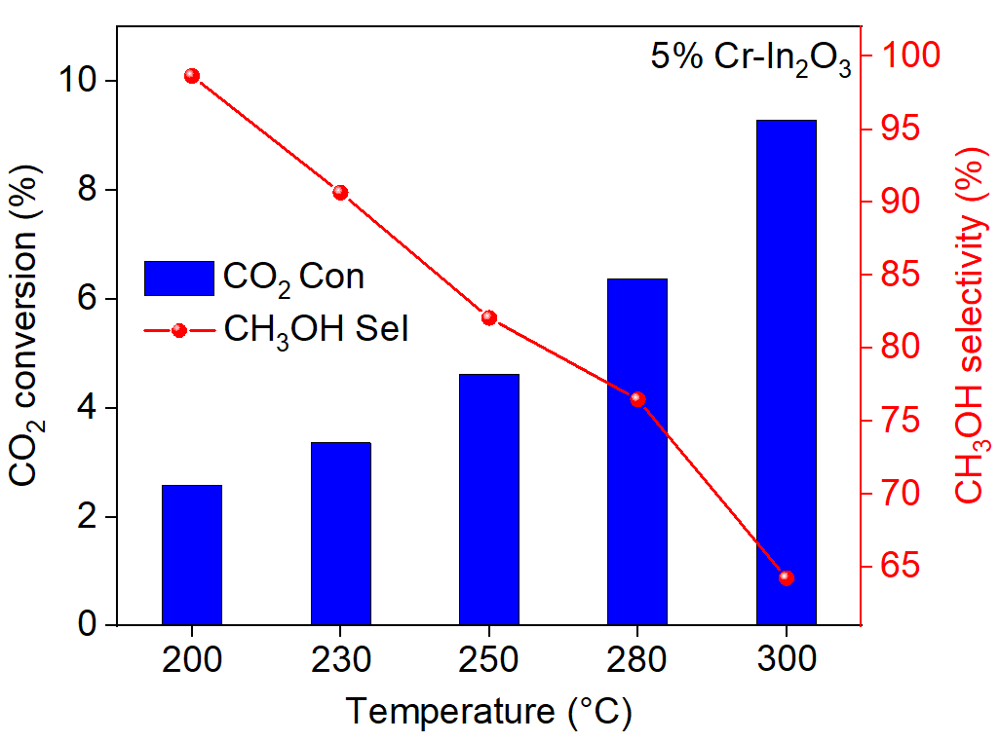 5% Cr-In₂O₃
CO₂ conversion (%)
10
8
6
4
2
0
CO₂ Con
CH₃OH Sel
100
95
90
85
80
75
70
65
CH₃OH selectivity (%)
200 230 250 280 300
Temperature (°C)